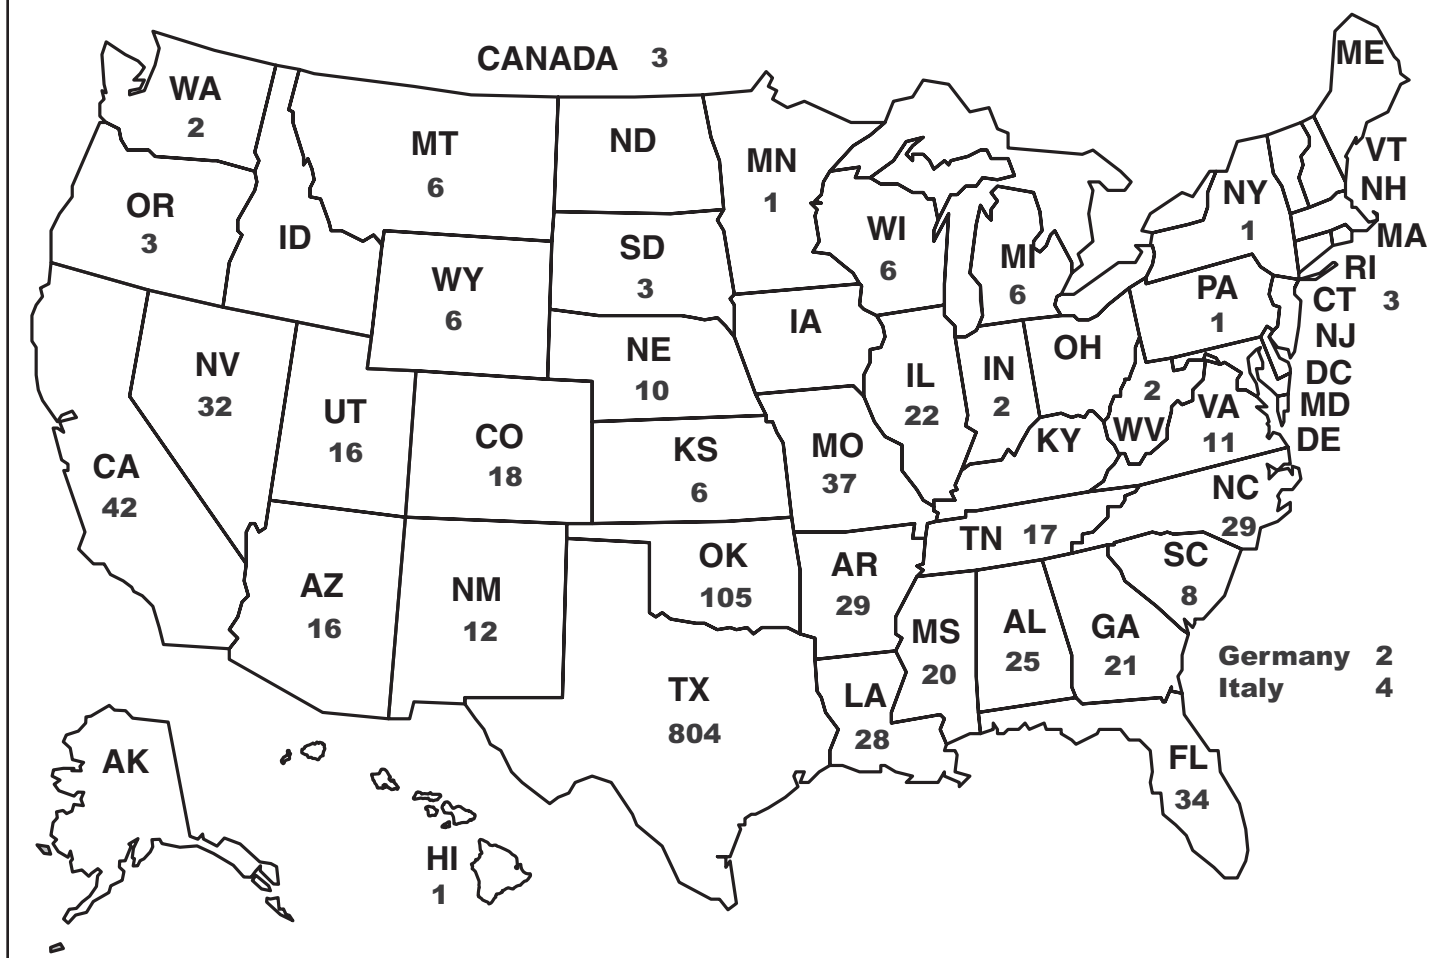 CANADA 3
ME
WA
2
MT
6
ND
MN
1
VT
NH
OR
3
ID
NY
1
WI
6
MA
SD
3
WY
6
MI
6
RI
PA
1
CT 3
IA
NJ
NE
10
OH
NV
32
IL
22
IN
2
DC
2
WV
VA
11
MD
UT
16
CO
18
KS
6
MO
37
KY
DE
CA
42
NC
29
TN 17
OK
105
AR
29
SC
8
AZ
16
NM
12
MS
20
AL
25
GA
21
Germany 2
Italy 4
TX
804
LA
28
AK
FL
34
HI
1